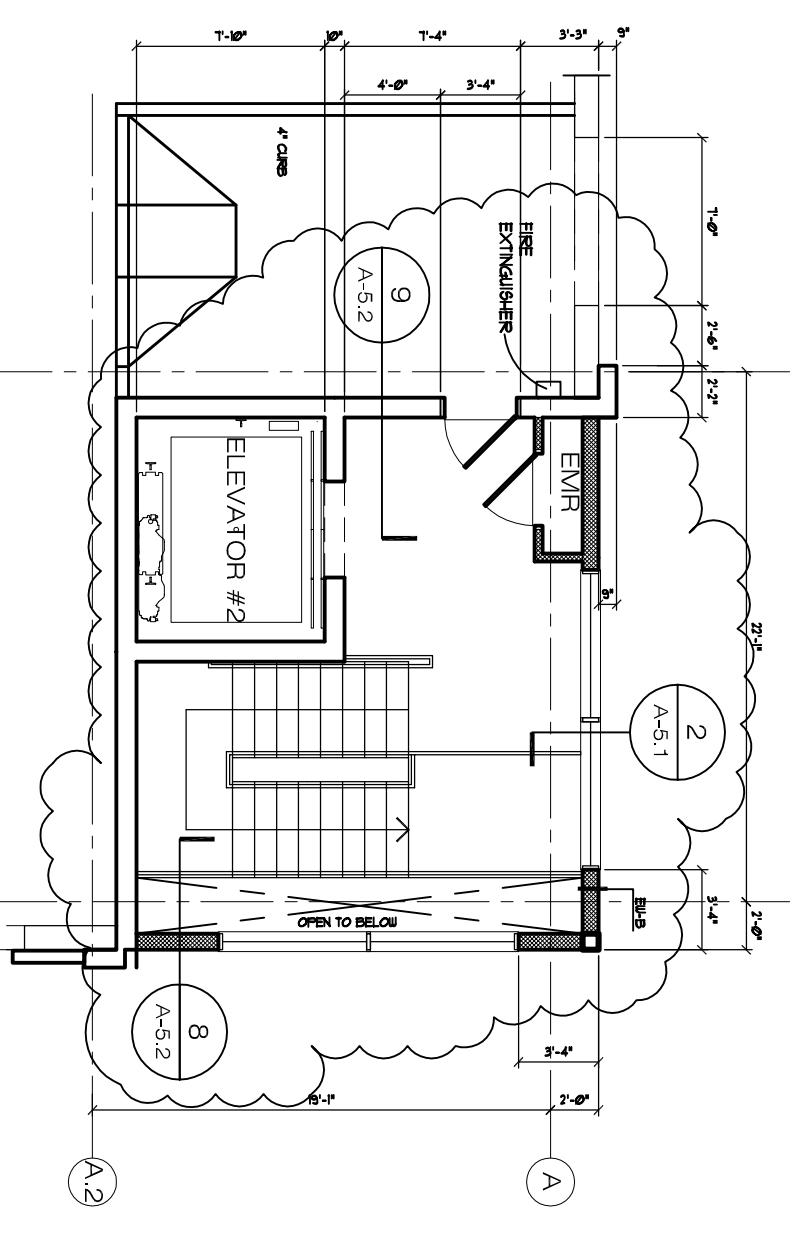 7'-10"
10"
7'-4"
3'-3"
9"
4'-0"
3'-4"
4" CURB
7'-0"
2'-6"
2'-2"
FIRE
EXTINGUISHER
9
A-5.2
EMR
ELEVATOR #2
9"
22'-1"
2
A-5.1
EW-B
3'-4"
2'-0"
OPEN TO BELOW
8
A-5.2
3'-4"
19'-1"
2'-0"
A.2
A